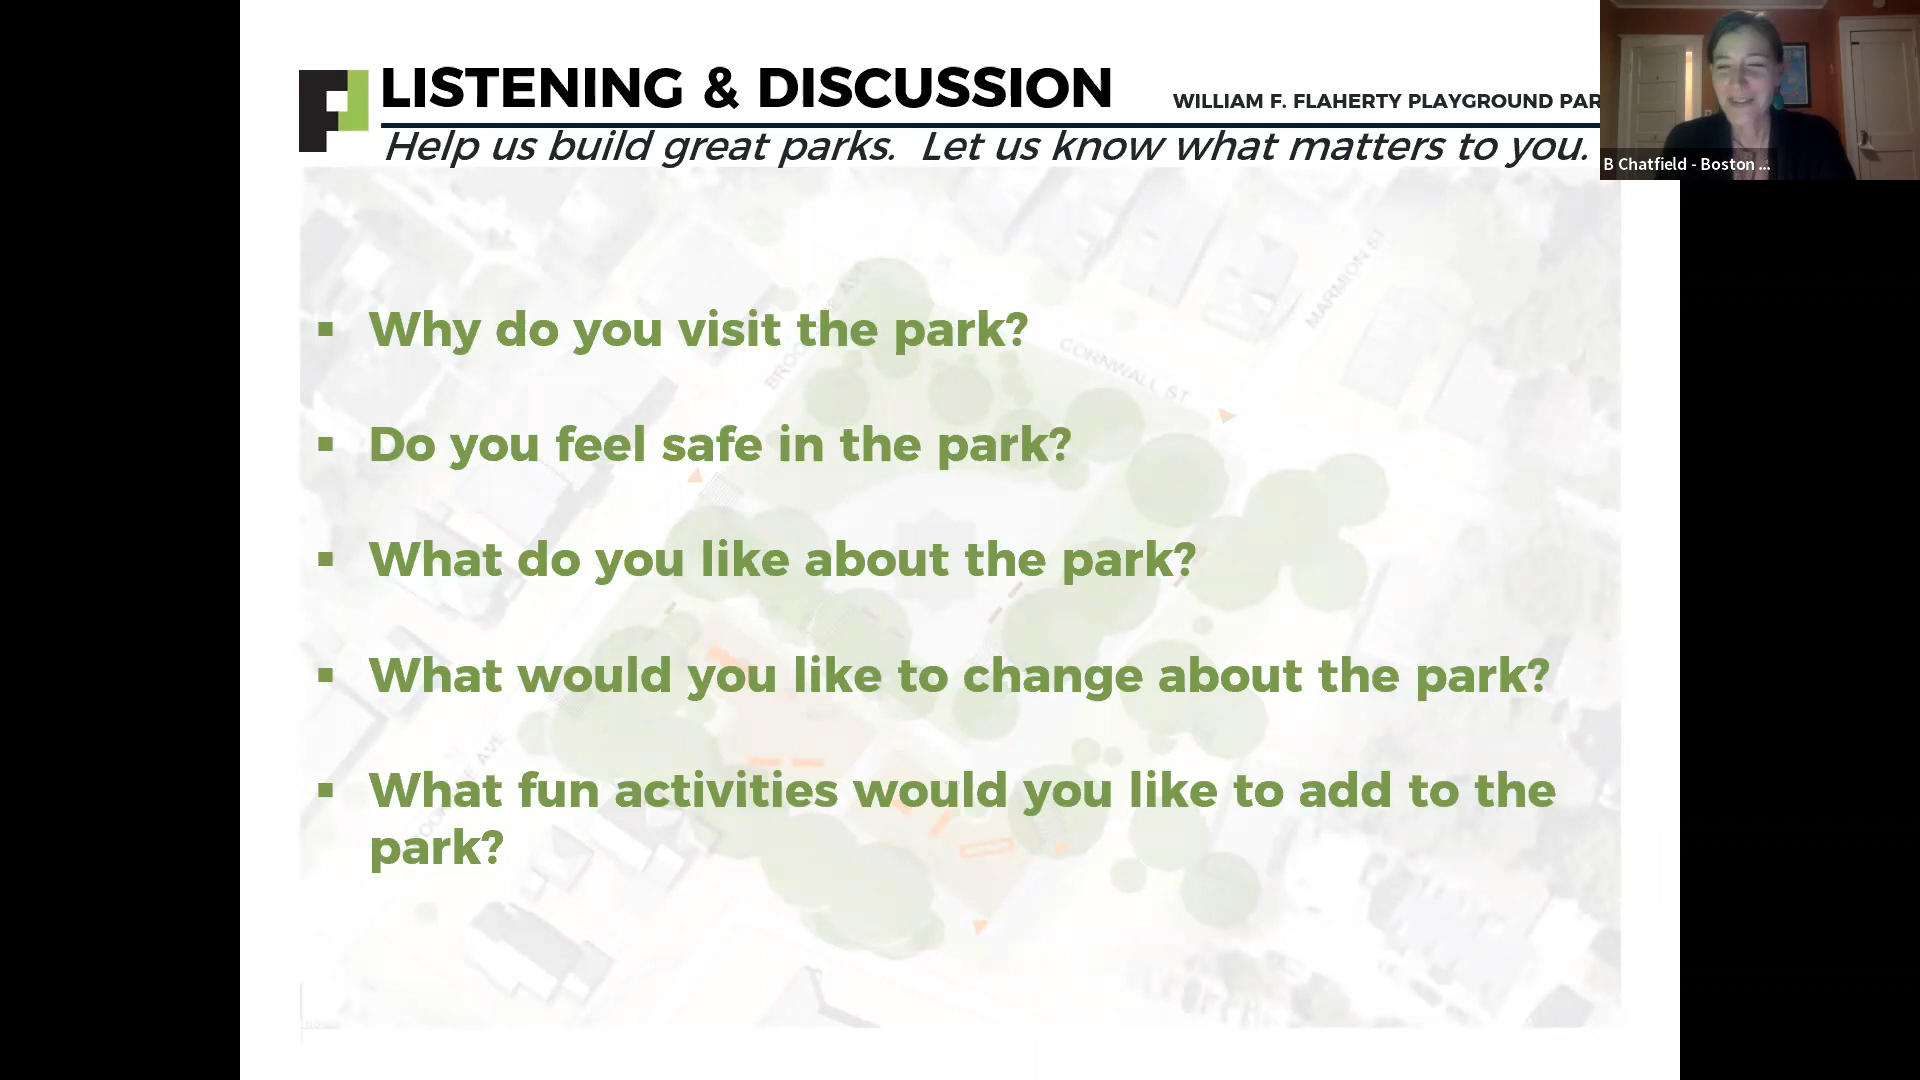 LISTENING & DISCUSSION
WILLIAM F. FLAHERTY PLAYGROUND PAR
Help us build great parks.  Let us know what matters to you.
B Chatfield - Boston ...
MARMION ST
CORNWALL ST
▪ Why do you visit the park?
▪ Do you feel safe in the park?
▪ What do you like about the park?
▪ What would you like to change about the park?
▪ What fun activities would you like to add to the
park?
AVE